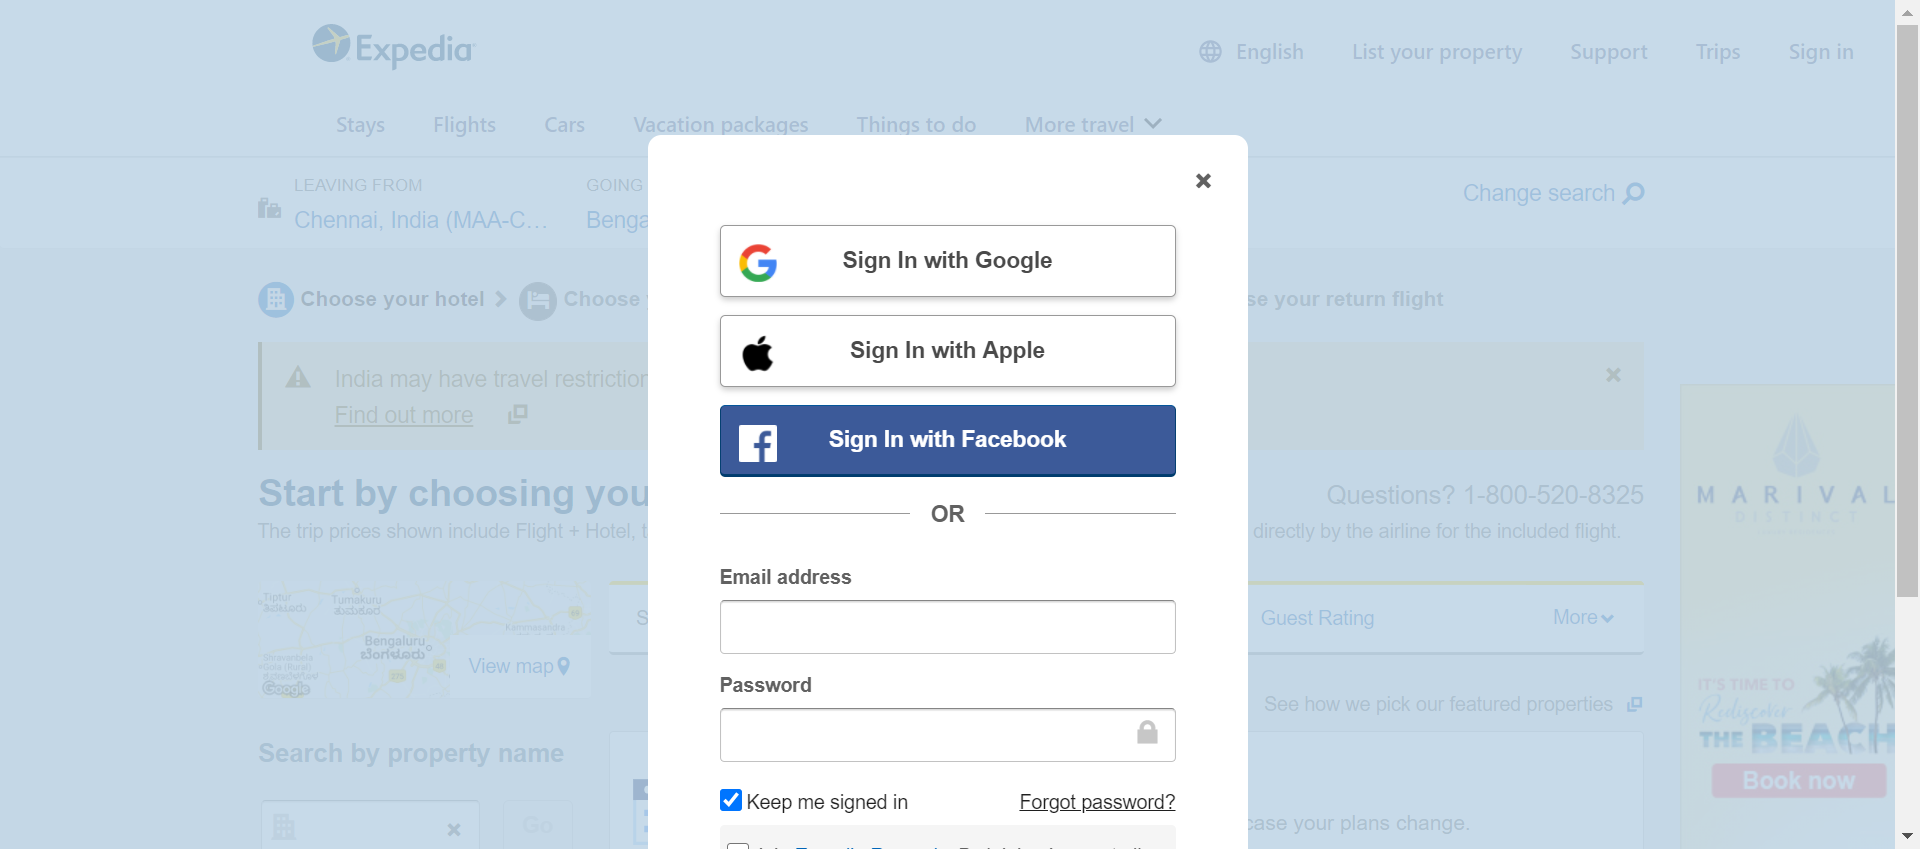 Expedia
English
List your property
Support
Trips
Sign in
Stays
Flights
Cars
Vacation packages
Things to do
More travel
LEAVING FROM
GOING
Chennai, India (MAA-C...
Benga
Change search
Sign In with Google
Choose your hotel
Choose
se your return flight
Sign In with Apple
India may have travel restriction
Find out more
Sign In with Facebook
Start by choosing you
Questions? 1-800-520-8325
OR
The trip prices shown include Flight + Hotel, t
directly by the airline for the included flight.
MARIVAL
DISTINCT
Email address
Tiptur
Tumakuru
ತುಮಕೂರ
Bengaluru
ಬೆಂಗಳೂರು
View map
Google
S
Guest Rating
More
Password
See how we pick our featured properties
IT'S TIME TO
Rediscover
THE BEACH
Book now
Search by property name
Go
Keep me signed in
Forgot password?
case your plans change.